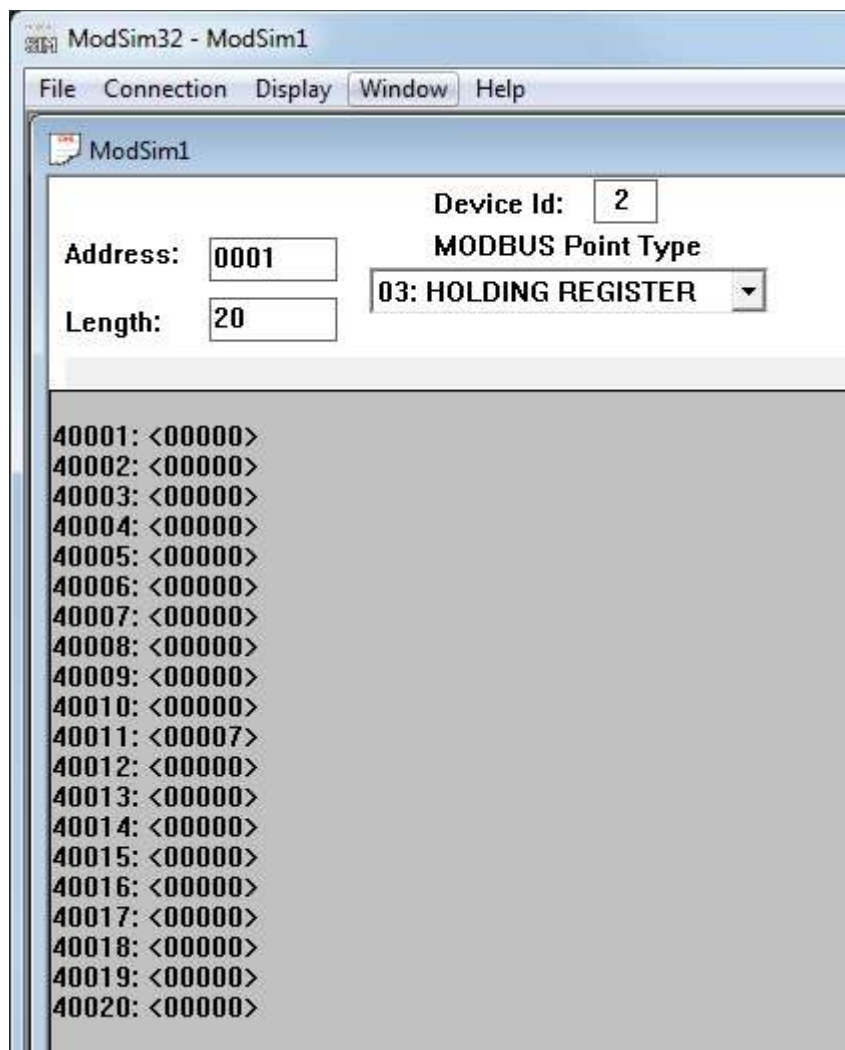 ModSim32 - ModSim1
File Connection Display Window Help
ModSim1
Device Id: 2
Address: 0001
MODBUS Point Type
03: HOLDING REGISTER
Length: 20
40001: <00000>
40002: <00000>
40003: <00000>
40004: <00000>
40005: <00000>
40006: <00000>
40007: <00000>
40008: <00000>
40009: <00000>
40010: <00000>
40011: <00007>
40012: <00000>
40013: <00000>
40014: <00000>
40015: <00000>
40016: <00000>
40017: <00000>
40018: <00000>
40019: <00000>
40020: <00000>